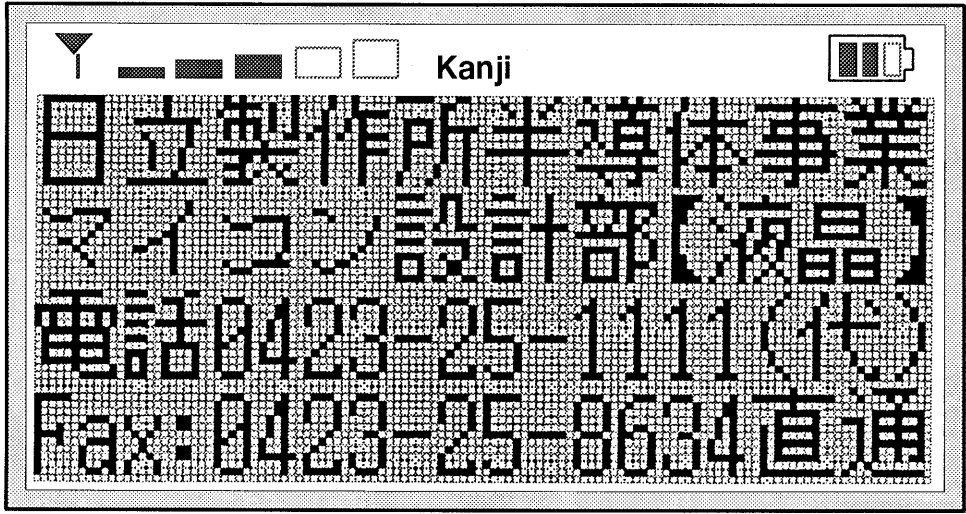 Kanji
日立製作所半導体事業
マイコン設計部【液晶】
電話0423-25-1111(代)
Fax:0423-25-8634直通